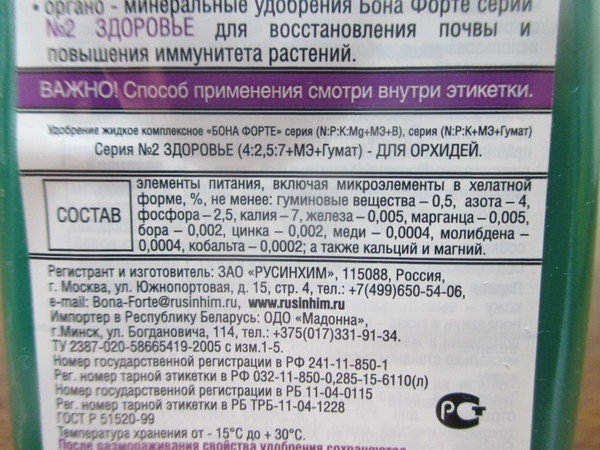 • органо - минеральные удобрения Бона Форте серии
№2 ЗДОРОВЬЕ для восстановления почвы и
повышения иммунитета растений.
ВАЖНО! Способ применения смотри внутри этикетки.
Удобрение жидкое комплексное «БОНА ФОРТЕ» серия (N:P:K:Mg+МЭ+В), серия (N:P:K+МЭ+Гумат)
Серия №2 ЗДОРОВЬЕ (4:2,5:7+МЭ+Гумат) - ДЛЯ ОРХИДЕЙ.
СОСТАВ
элементы питания, включая микроэлементы в хелатной
форме, %, не менее: гуминовые вещества – 0,5, азота – 4,
фосфора – 2,5, калия – 7, железа – 0,005, марганца – 0,005,
бора – 0,002, цинка – 0,002, меди – 0,0004, молибдена –
0,0004, кобальта – 0,0002; а также кальций и магний.
Регистрант и изготовитель: ЗАО «РУСИНХИМ», 115088, Россия,
г. Москва, ул. Южнопортовая, д. 15, стр. 4, тел.: +7(499)650-54-06,
e-mail: Bona-Forte@rusinhim.ru, www.rusinhim.ru
Импортер в Республику Беларусь: ОДО «Мадонна»,
г.Минск, ул. Богдановича, 114, тел.: +375(017)331-91-34.
ТУ 2387-020-58665419-2005 с изм.1-5.
Номер государственной регистрации в РФ 241-11-850-1
Рег. номер тарной этикетки в РФ 032-11-850-0,285-15-6110(л)
Номер государственной регистрации в РБ 11-04-0115
Рег. номер тарной этикетки в РБ ТРБ-11-04-1228
ГОСТ Р 51520-99
Температура хранения от - 15°С до + 30°С.
После размораживания свойства удобрения сохраняются
РСТ